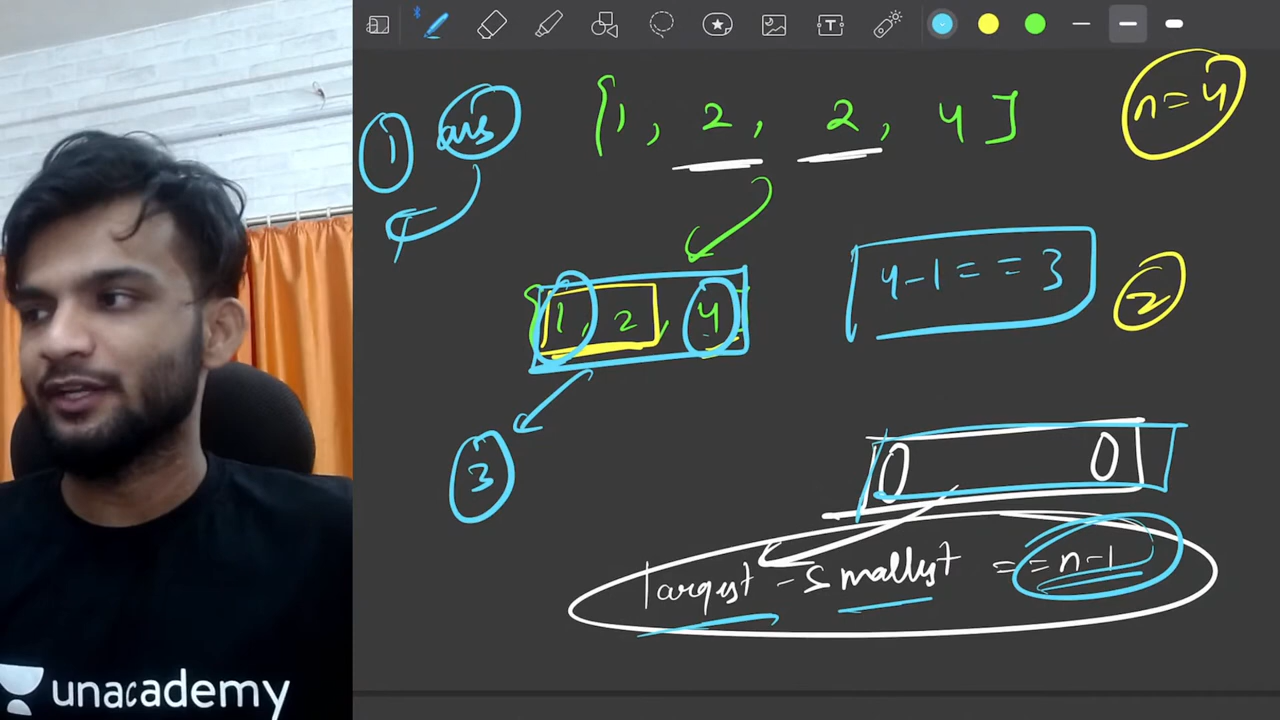 1 ans [1, 2, 2, 4] n=4
{1, 2, 4 4-1==3 2
3
0 0
largest - smallest == n-1
unacademy